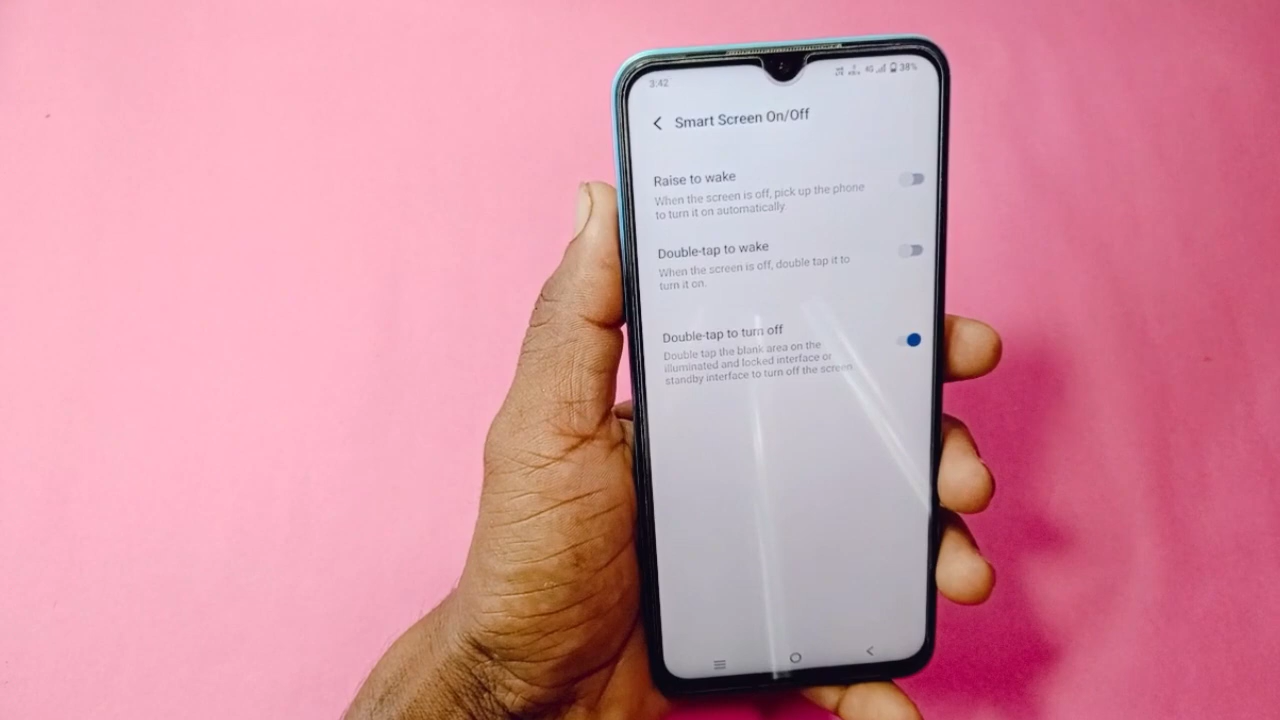 3:42
4G 38%
Smart Screen On/Off
Raise to wake
When the screen is off, pick up the phone
to turn it on automatically
Double-tap to wake
When the screen is off, double tap it to
turn it on.
Double-tap to turn off
Double tap the blank area on the
illuminated and locked interface or
standby interface to turn off the screen.